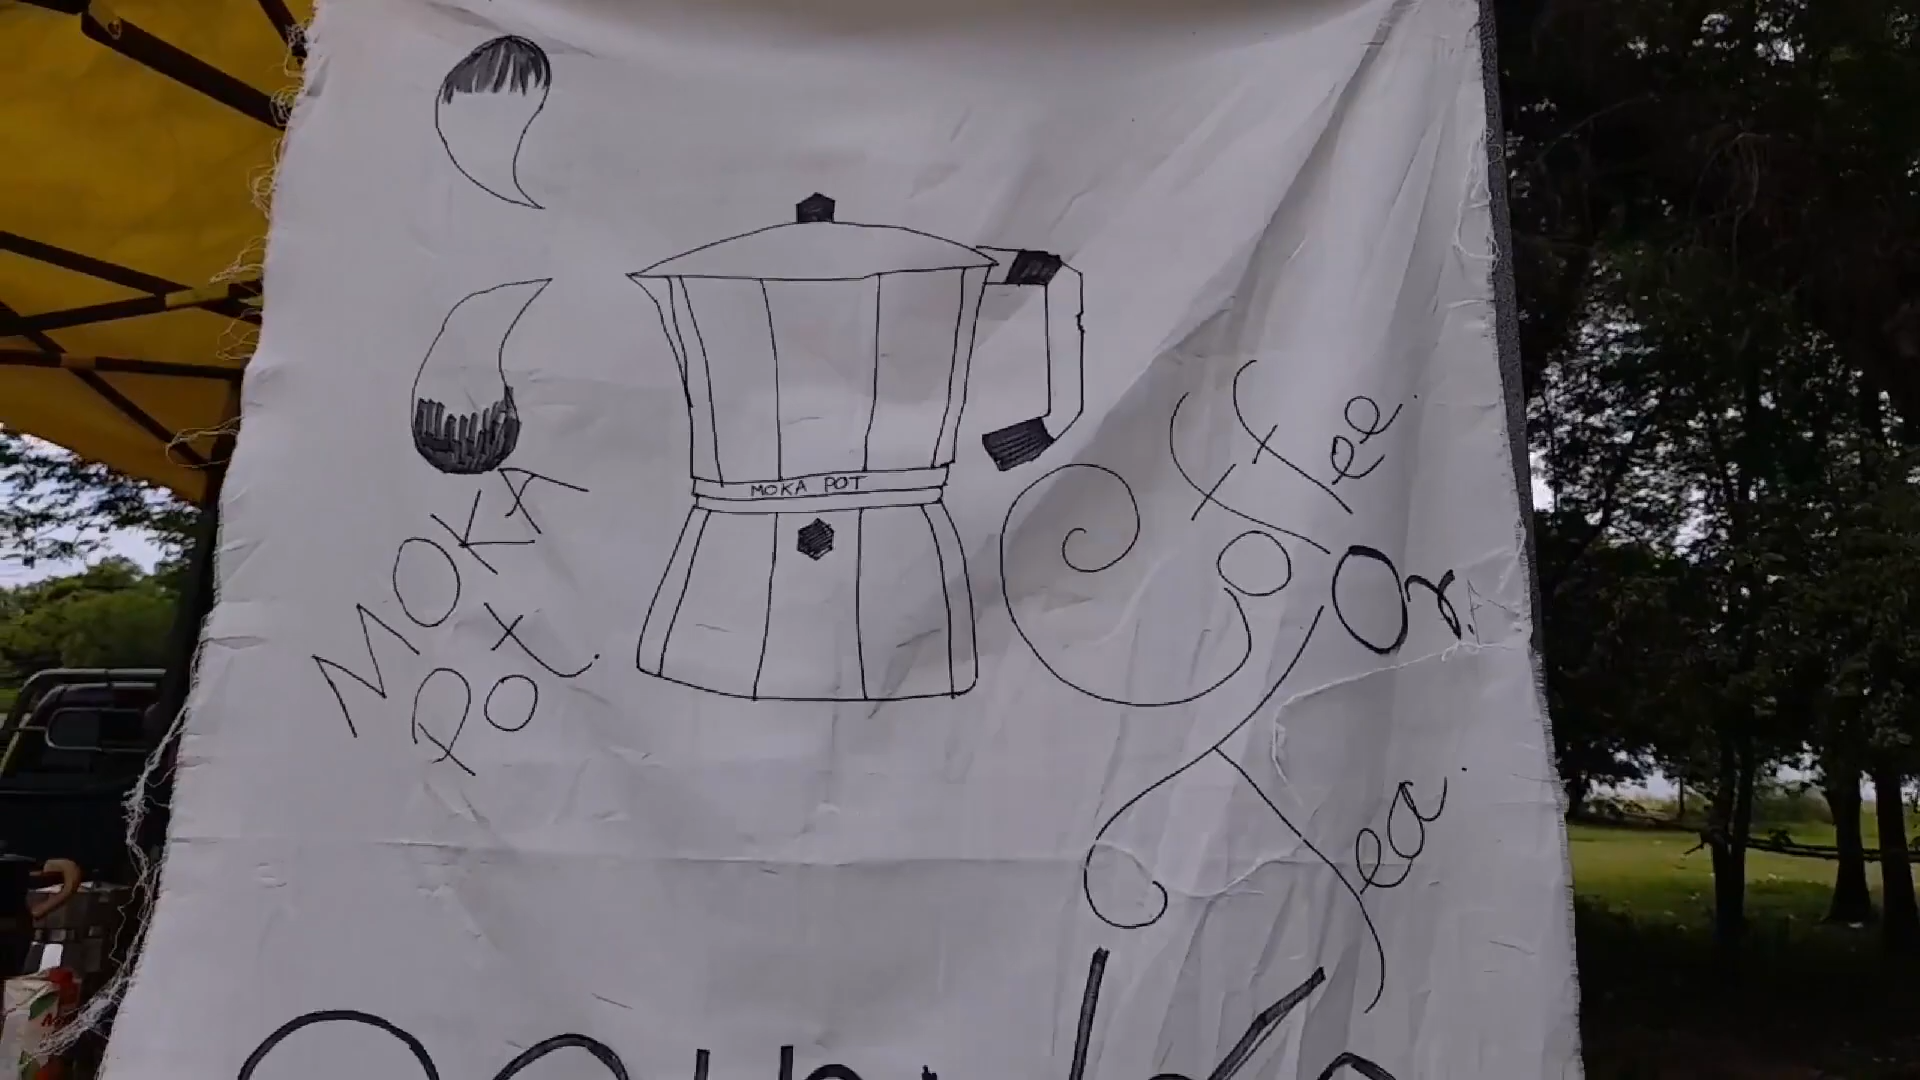 MOKA POT
MOKA
Pot.
Coffee.
Or
Tea.